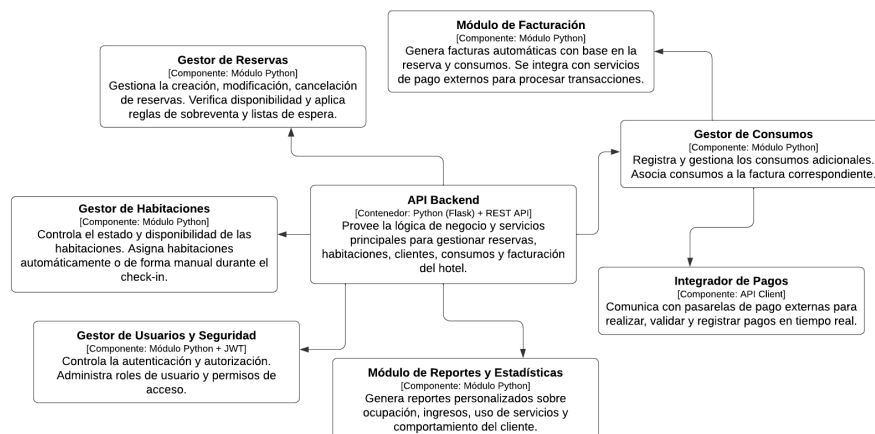 Módulo de Facturación
[Componente: Módulo Python]
Genera facturas automáticas con base en la
reserva y consumos. Se integra con servicios
de pago externos para procesar transacciones.
Gestor de Reservas
[Componente: Módulo Python]
Gestiona la creación, modificación, cancelación
de reservas. Verifica disponibilidad y aplica
reglas de sobreventa y listas de espera.
Gestor de Consumos
[Componente: Módulo Python]
Registra y gestiona los consumos adicionales.
Asocia consumos a la factura correspondiente.
API Backend
[Contenedor: Python (Flask) + REST API]
Provee la lógica de negocio y servicios
principales para gestionar reservas,
habitaciones, clientes, consumos y facturación
del hotel.
Gestor de Habitaciones
[Componente: Módulo Python]
Controla el estado y disponibilidad de las
habitaciones. Asigna habitaciones
automáticamente o de forma manual durante el
check-in.
Integrador de Pagos
[Componente: API Client]
Comunica con pasarelas de pago externas para
realizar, validar y registrar pagos en tiempo real.
Gestor de Usuarios y Seguridad
[Componente: Módulo Python + JWT]
Controla la autenticación y autorización.
Administra roles de usuario y permisos de
acceso.
Módulo de Reportes y Estadísticas
[Componente: Módulo Python]
Genera reportes personalizados sobre
ocupación, ingresos, uso de servicios y
comportamiento del cliente.